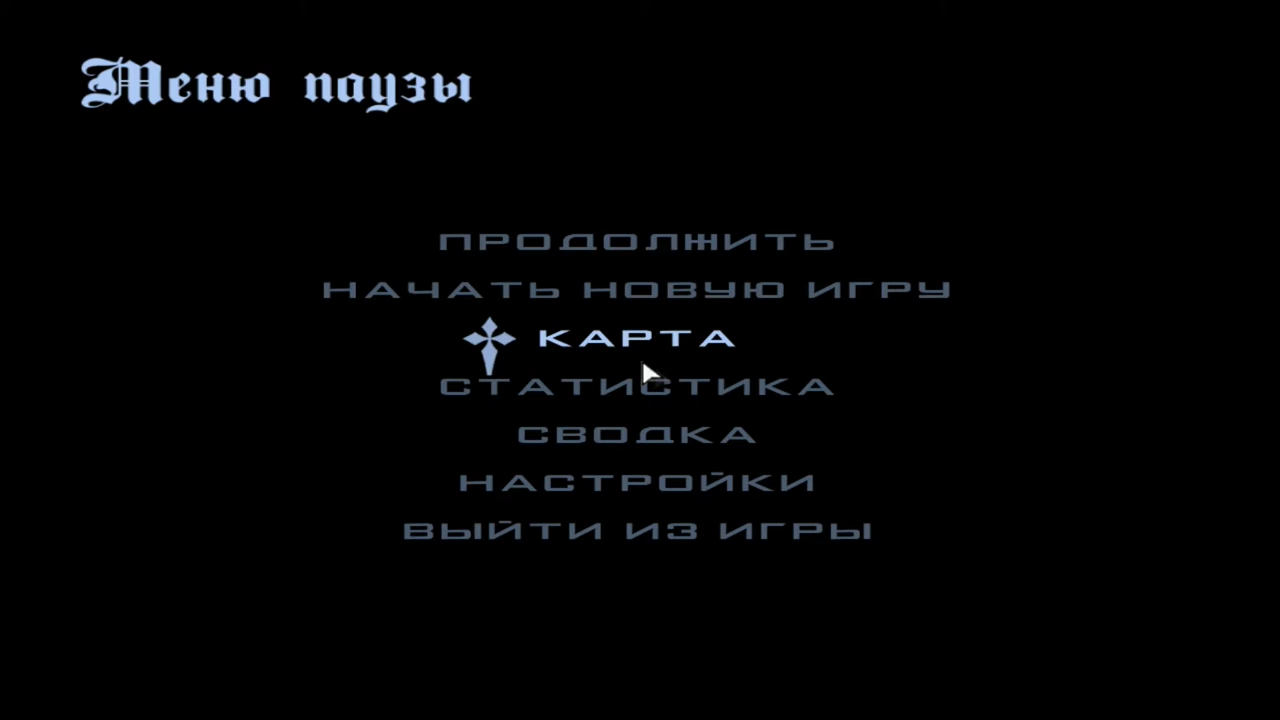 Меню паузы
ПРОДОЛЖИТЬ
НАЧАТЬ НОВУЮ ИГРУ
КАРТА
СТАТИСТИКА
СВОДКА
НАСТРОЙКИ
ВЫЙТИ ИЗ ИГРЫ